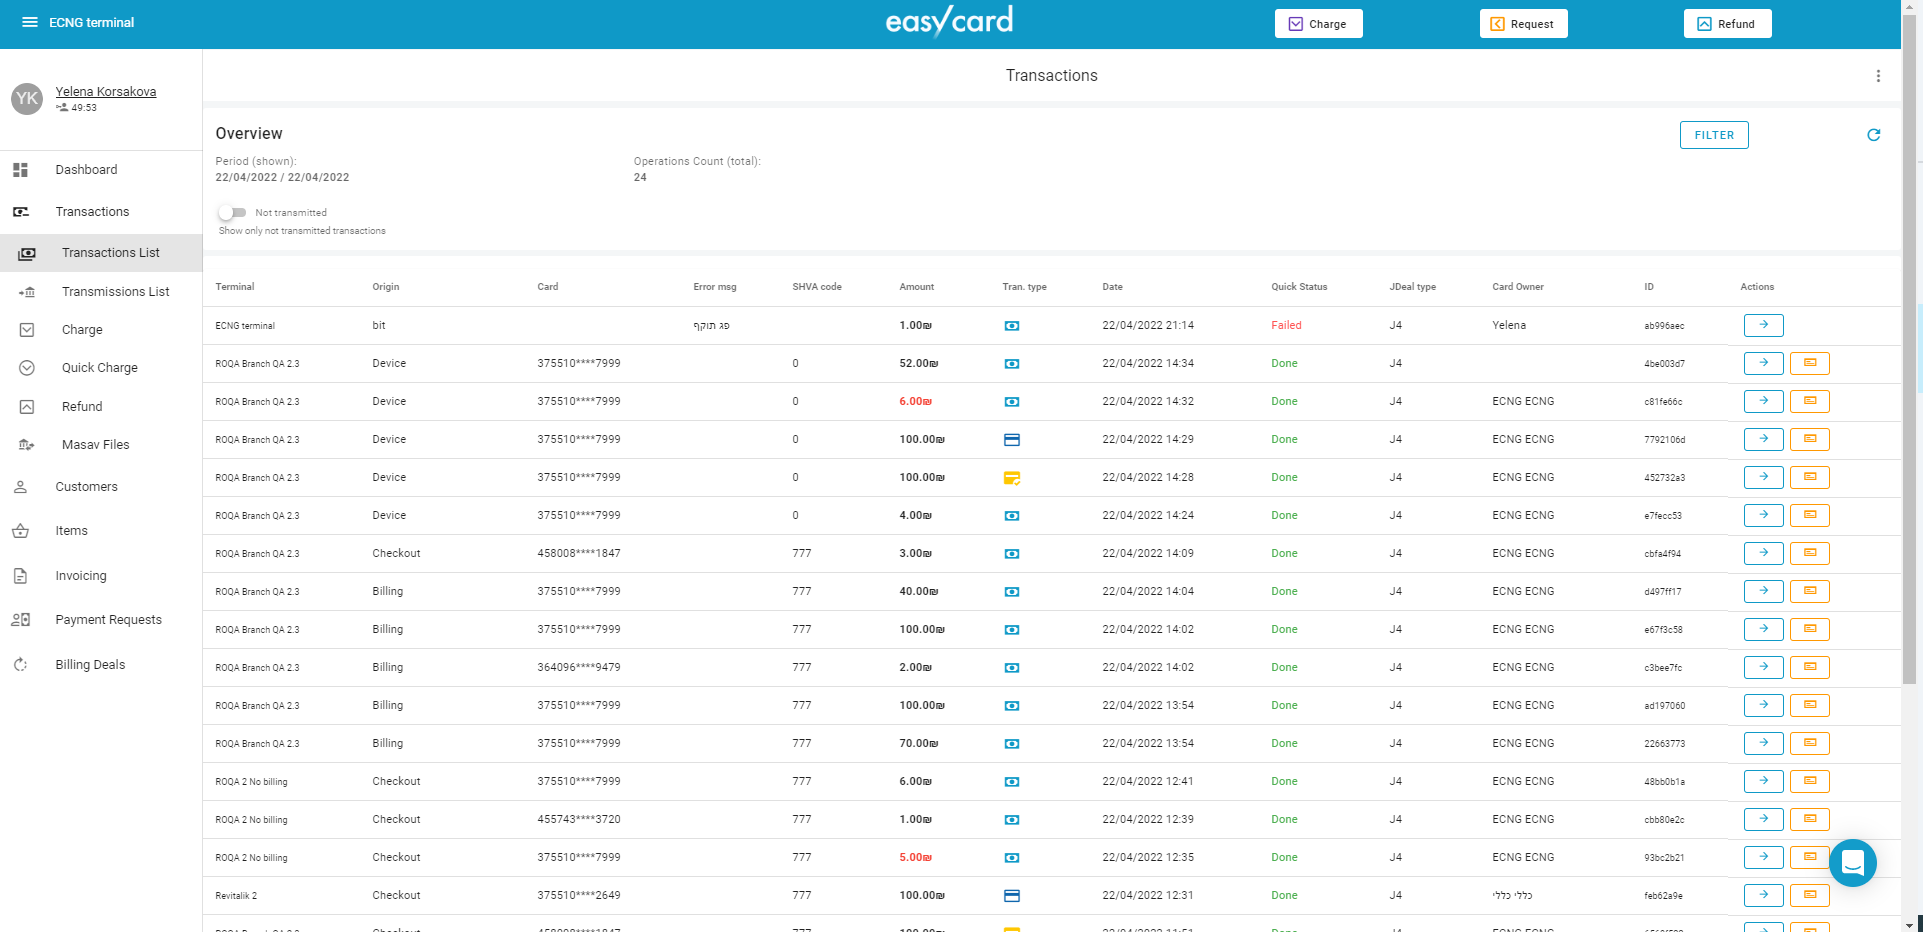 ECNG terminal
easycard
Charge
Request
Refund
YK
Yelena Korsakova
49:53
Dashboard
Transactions
Transactions List
Transmissions List
Charge
Quick Charge
Refund
Masav Files
Customers
Items
Invoicing
Payment Requests
Billing Deals
Transactions
Overview
FILTER
Period (shown): Operations Count (total):
22/04/2022 / 22/04/2022 24
Not transmitted
Show only not transmitted transactions
Terminal Origin Card Error msg SHVA code Amount Tran. type Date Quick Status JDeal type Card Owner ID Actions
ECNG terminal bit פג תוקף 1.00₪ 22/04/2022 21:14 Failed J4 Yelena ab996aec
ROQA Branch QA 2.3 Device 375510****7999 0 52.00₪ 22/04/2022 14:34 Done J4 4be003d7
ROQA Branch QA 2.3 Device 375510****7999 0 6.00₪ 22/04/2022 14:32 Done J4 ECNG ECNG c81fe66c
ROQA Branch QA 2.3 Device 375510****7999 0 100.00₪ 22/04/2022 14:29 Done J4 ECNG ECNG 7792106d
ROQA Branch QA 2.3 Device 375510****7999 0 100.00₪ 22/04/2022 14:28 Done J4 ECNG ECNG 452732a3
ROQA Branch QA 2.3 Device 375510****7999 0 4.00₪ 22/04/2022 14:24 Done J4 ECNG ECNG e7fecc53
ROQA Branch QA 2.3 Checkout 458008****1847 777 3.00₪ 22/04/2022 14:09 Done J4 ECNG ECNG cbfa4f94
ROQA Branch QA 2.3 Billing 375510****7999 777 40.00₪ 22/04/2022 14:04 Done J4 ECNG ECNG d497ff17
ROQA Branch QA 2.3 Billing 375510****7999 777 100.00₪ 22/04/2022 14:02 Done J4 ECNG ECNG e67f3c58
ROQA Branch QA 2.3 Billing 364096****9479 777 2.00₪ 22/04/2022 14:02 Done J4 ECNG ECNG c3bee7fc
ROQA Branch QA 2.3 Billing 375510****7999 777 100.00₪ 22/04/2022 13:54 Done J4 ECNG ECNG ad197060
ROQA Branch QA 2.3 Billing 375510****7999 777 70.00₪ 22/04/2022 13:54 Done J4 ECNG ECNG 22663773
ROQA 2 No billing Checkout 375510****7999 777 6.00₪ 22/04/2022 12:41 Done J4 ECNG ECNG 48bb0b1a
ROQA 2 No billing Checkout 455743****3720 777 1.00₪ 22/04/2022 12:39 Done J4 ECNG ECNG cbb80e2c
ROQA 2 No billing Checkout 375510****7999 777 5.00₪ 22/04/2022 12:35 Done J4 ECNG ECNG 93bc2b21
Revitalik 2 Checkout 375510****2649 777 100.00₪ 22/04/2022 12:31 Done J4 כללי כללי feb62a9e